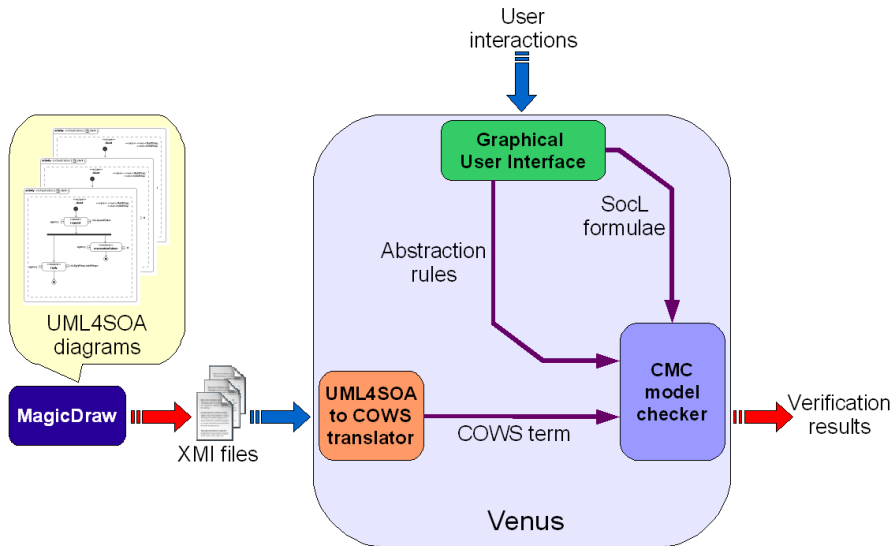 User
interactions
Graphical
User Interface
SocL
formulae
Abstraction
rules
UML4SOA
diagrams
MagicDraw
XMI files
UML4SOA
to COWS
translator
COWS term
CMC
model
checker
Verification
results
Venus